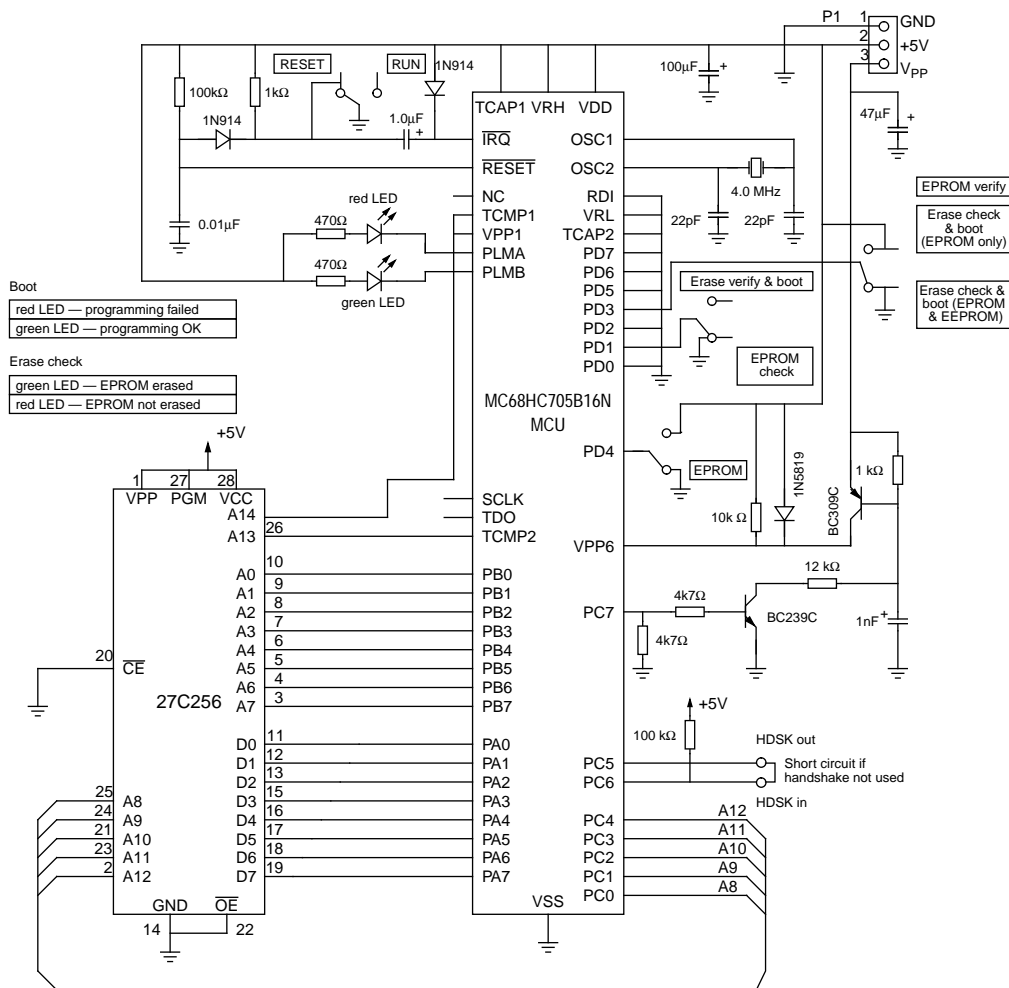 P1
1
GND
2
+5V
3
VPP
RESET
RUN
1N914
100µF
+
100kΩ
1kΩ
1N914
1.0µF
+
47µF
+
TCAP1 VRH VDD
IRQ
OSC1
RESET
OSC2
4.0 MHz
NC
RDI
22pF
22pF
EPROM verify
Erase check
& boot
(EPROM only)
Erase check &
boot (EPROM
& EEPROM)
0.01µF
red LED
470Ω
TCMP1
VRL
VPP1
TCAP2
PLMA
PD7
470Ω
PLMB
PD6
green LED
PD5
Erase verify & boot
PD3
PD2
PD1
PD0
EPROM
check
Boot
red LED — programming failed
green LED — programming OK
Erase check
green LED — EPROM erased
red LED — EPROM not erased
MC68HC705B16N
MCU
+5V
1 27 28
VPP PGM VCC
PD4
EPROM
1N5819
1 kΩ
BC309C
10k Ω
A14
SCLK
TDO
A13
26
TCMP2
VPP6
12 kΩ
A0
10
PB0
A1
9
PB1
A2
8
PB2
PC7
4k7Ω
BC239C
1nF
+
A3
7
PB3
4k7Ω
A4
6
PB4
20
CE
A5
5
PB5
A6
4
PB6
27C256
A7
3
PB7
+5V
100 kΩ
D0
11
PA0
HDSK out
D1
12
PA1
PC5
Short circuit if
handshake not used
D2
13
PA2
PC6
HDSK in
25
A8
D3
15
PA3
24
A9
D4
16
PA4
PC4
A12
21
A10
D5
17
PA5
PC3
A11
23
A11
D6
18
PA6
PC2
A10
2
A12
D7
19
PA7
PC1
A9
PC0
A8
GND OE
14 22
VSS